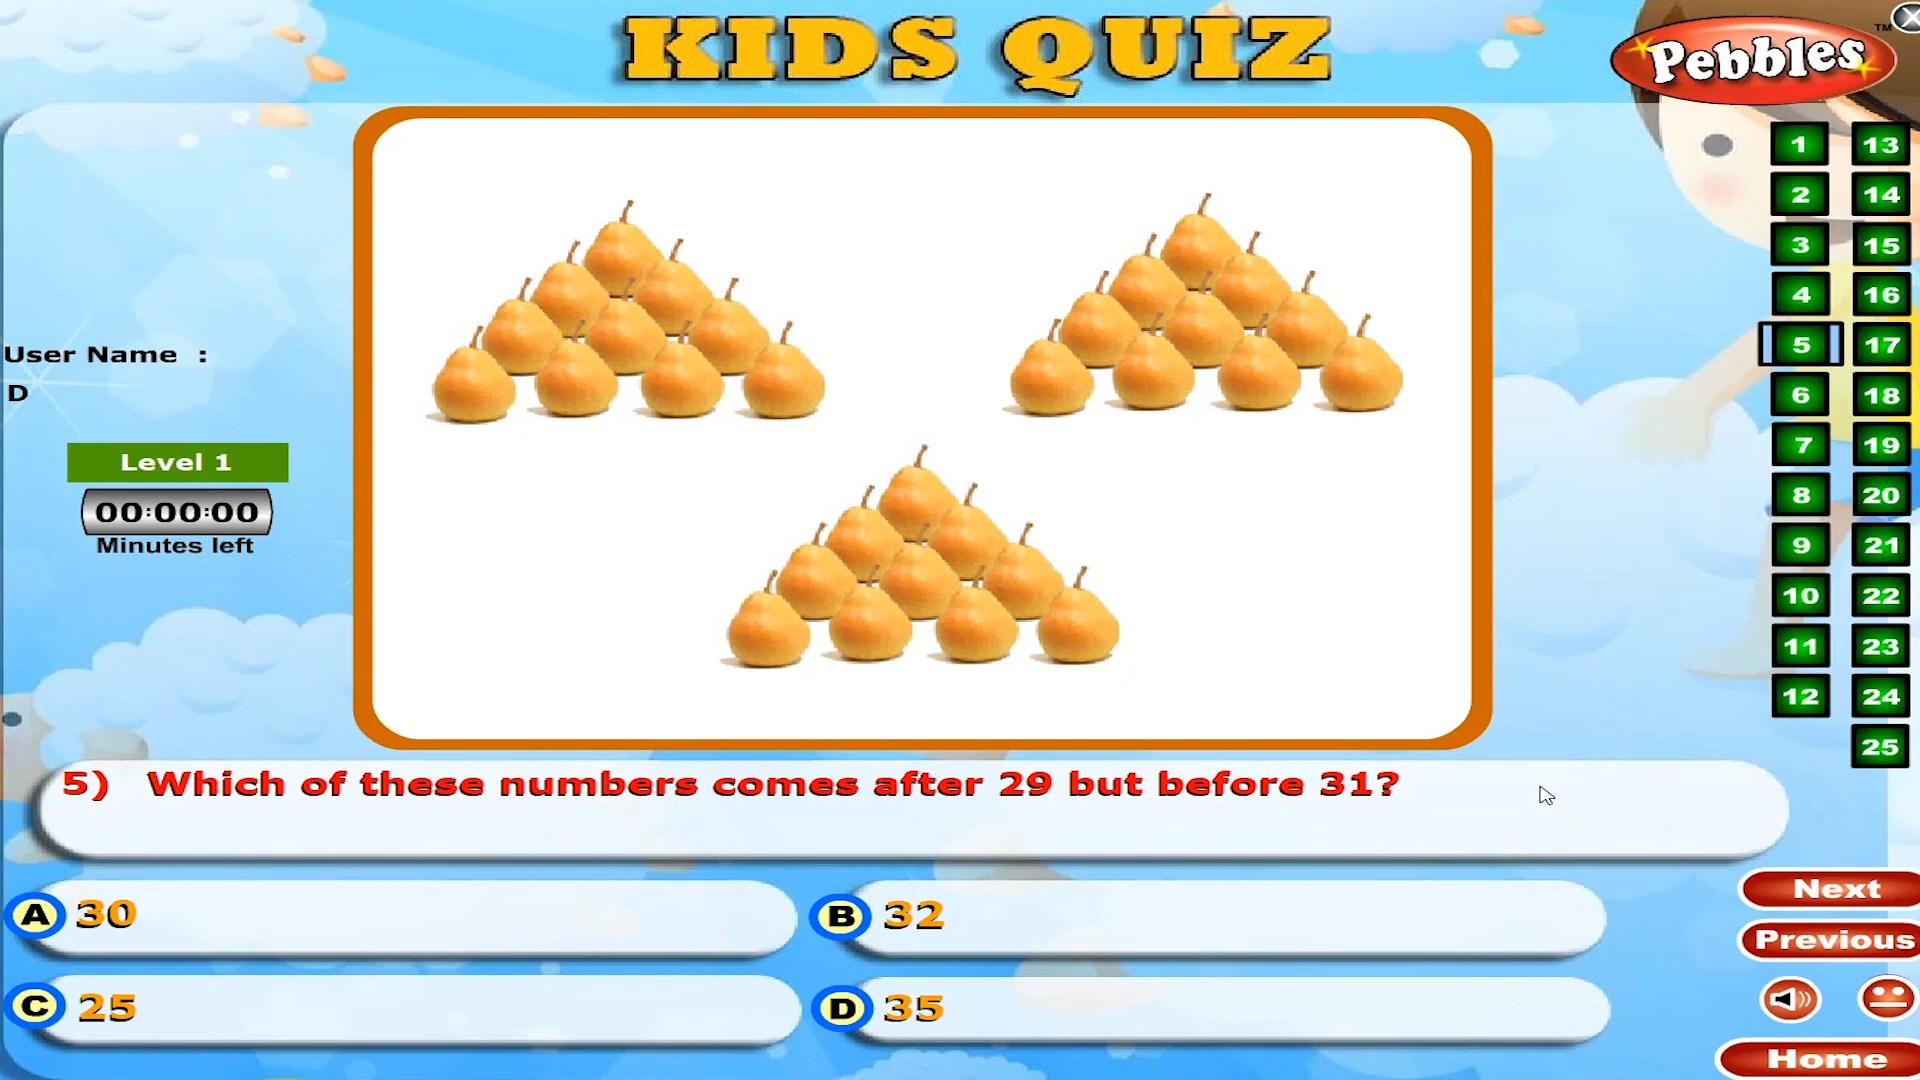 KIDS QUIZ
Pebbles TM
User Name :
D
Level 1
00:00:00
Minutes left
1 13
2 14
3 15
4 16
5 17
6 18
7 19
8 20
9 21
10 22
11 23
12 24
25
5) Which of these numbers comes after 29 but before 31?
A 30
B 32
C 25
D 35
Next
Previous
Home